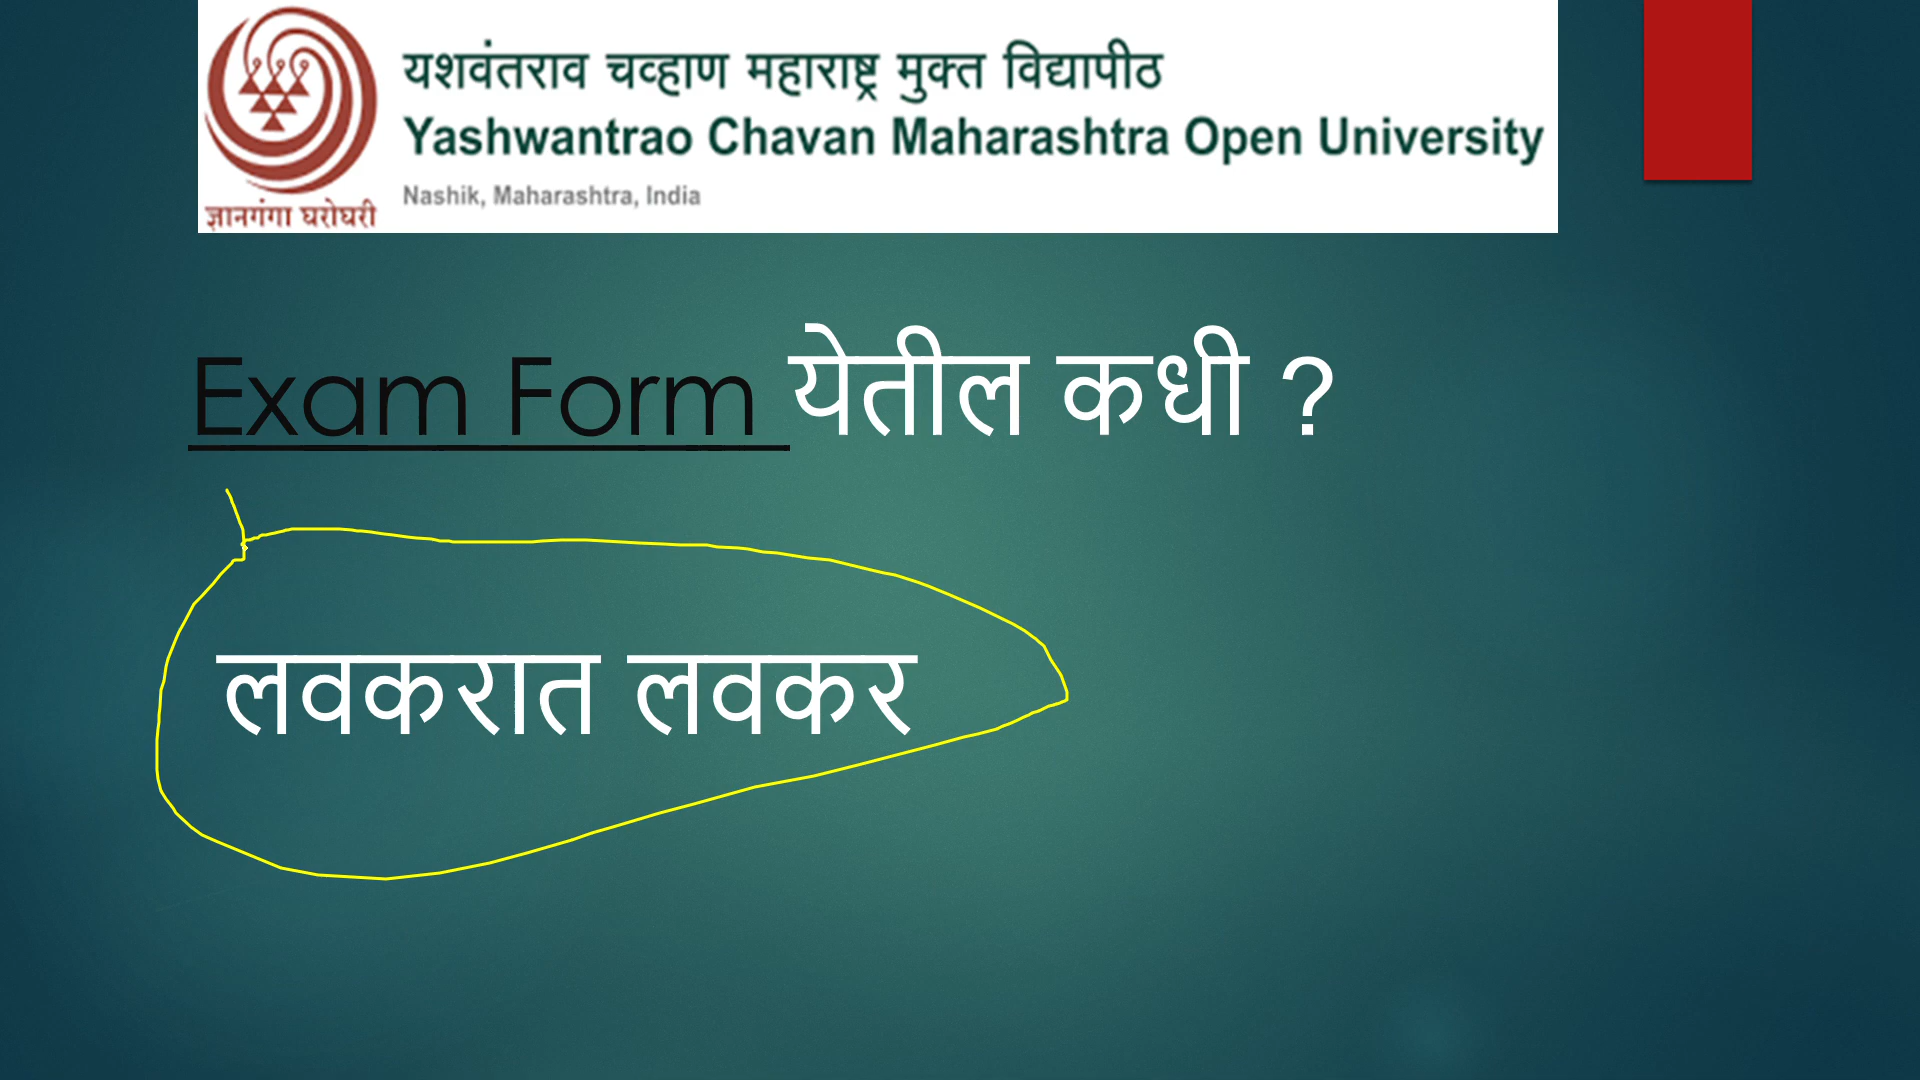 यशवंतराव चव्हाण महाराष्ट्र मुक्त विद्यापीठ
Yashwantrao Chavan Maharashtra Open University
Nashik, Maharashtra, India
ज्ञानगंगा घरोघरी
Exam Form येतील कधी ?
लवकरात लवकर